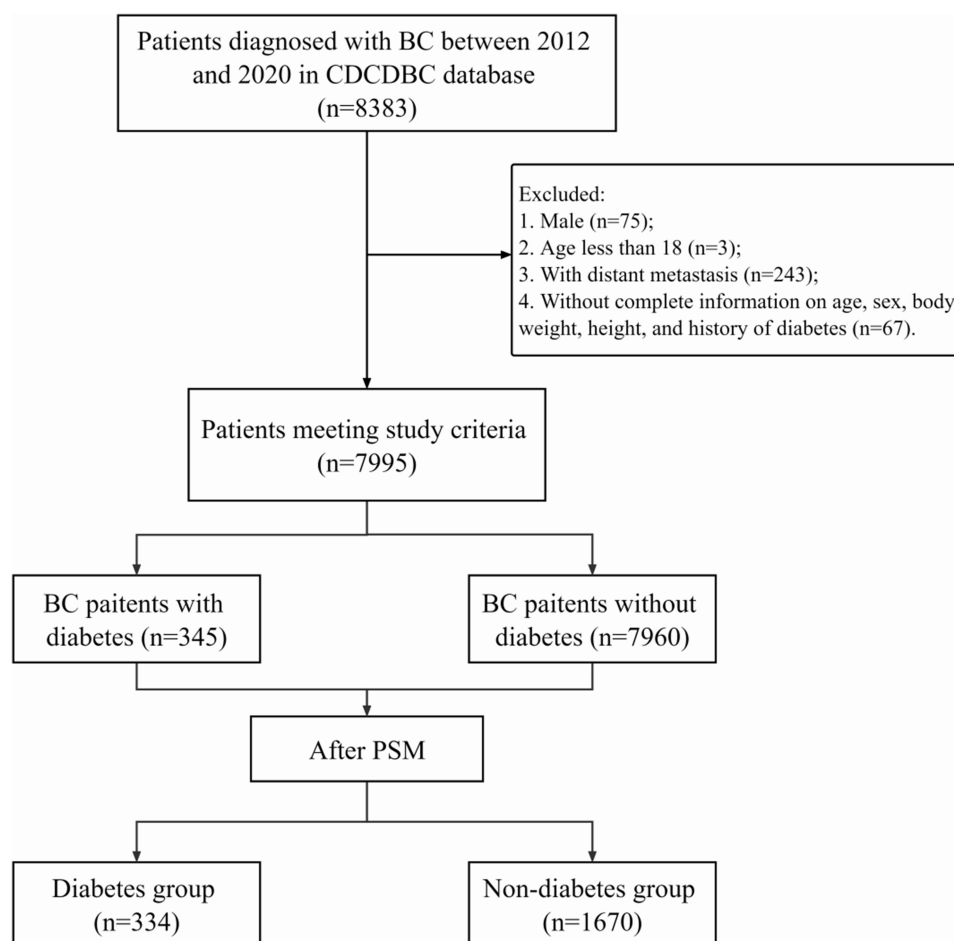 Patients diagnosed with BC between 2012
and 2020 in CDCDBC database
(n=8383)
Excluded:
1. Male (n=75);
2. Age less than 18 (n=3);
3. With distant metastasis (n=243);
4. Without complete information on age, sex, body
weight, height, and history of diabetes (n=67).
Patients meeting study criteria
(n=7995)
BC paitents with
diabetes (n=345)
BC paitents without
diabetes (n=7960)
After PSM
Diabetes group
(n=334)
Non-diabetes group
(n=1670)